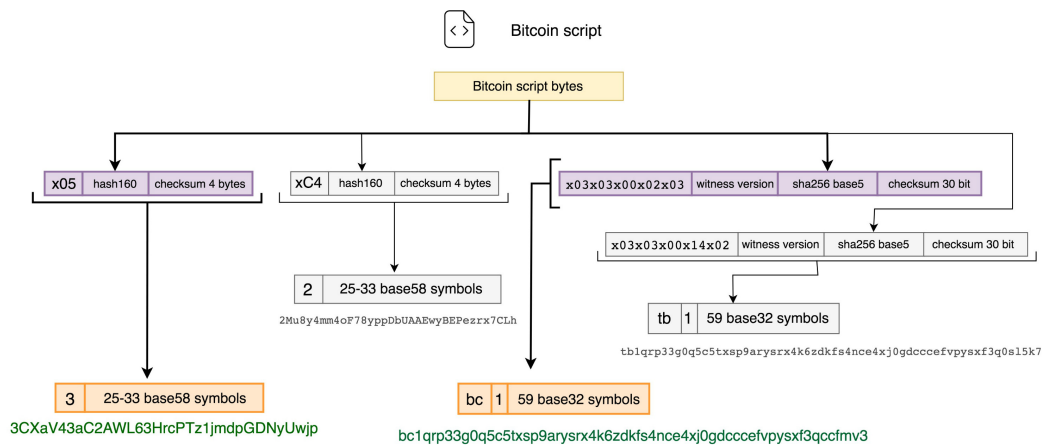 Bitcoin script
Bitcoin script bytes
x05 hash160 checksum 4 bytes
xC4 hash160 checksum 4 bytes
x03x03x00x02x03 witness version sha256 base5 checksum 30 bit
x03x03x00x14x02 witness version sha256 base5 checksum 30 bit
2 25-33 base58 symbols
2Mu8y4mm4oF78yppDbUAAEwyBEPezrx7CLh
tb 1 59 base32 symbols
tb1qrp33g0q5c5txsp9arysrx4k6zdkfs4nce4xj0gdcccefvpysxf3q0sl5k7
3 25-33 base58 symbols
3CXaV43aC2AWL63HrcPTz1jmdpGDNyUwjp
bc 1 59 base32 symbols
bc1qrp33g0q5c5txsp9arysrx4k6zdkfs4nce4xj0gdcccefvpysxf3qccfmv3